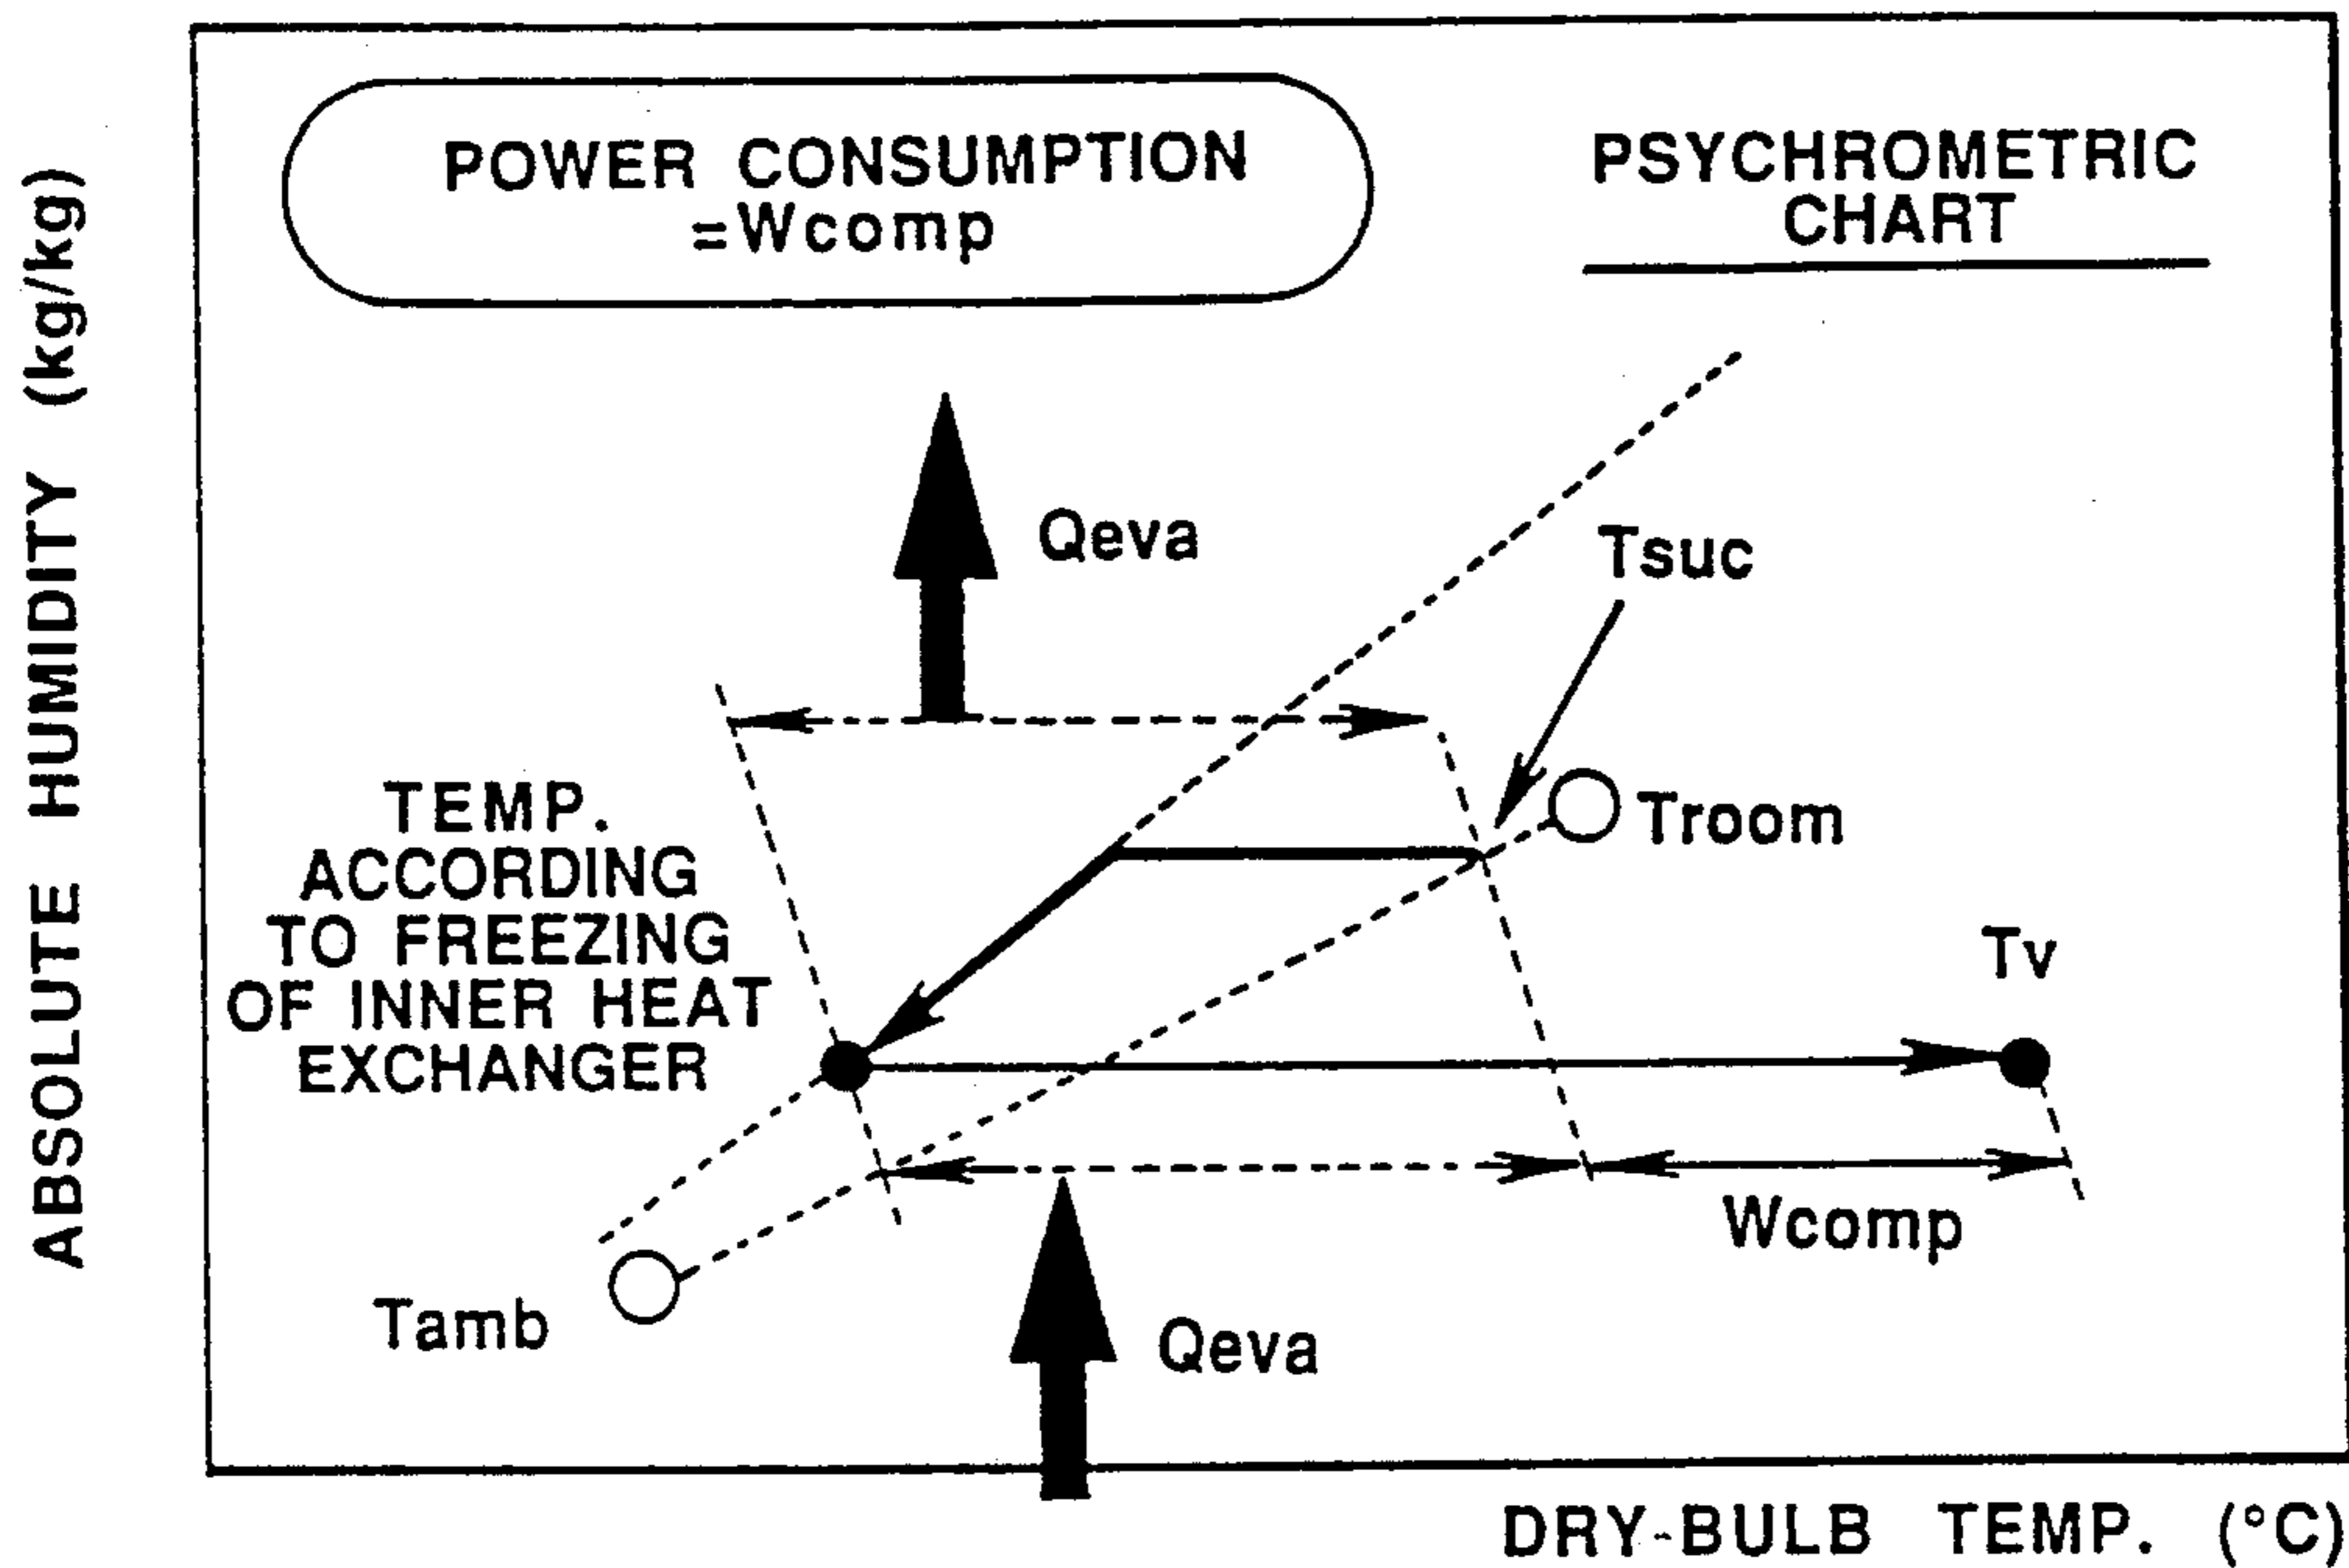 POWER CONSUMPTION
=Wcomp
PSYCHROMETRIC
CHART
ABSOLUTE HUMIDITY (kg/kg)
Qeva
Tsuc
TEMP.
ACCORDING
TO FREEZING
OF INNER HEAT
EXCHANGER
Troom
Tv
Wcomp
Tamb
Qeva
DRY-BULB TEMP. (°C)